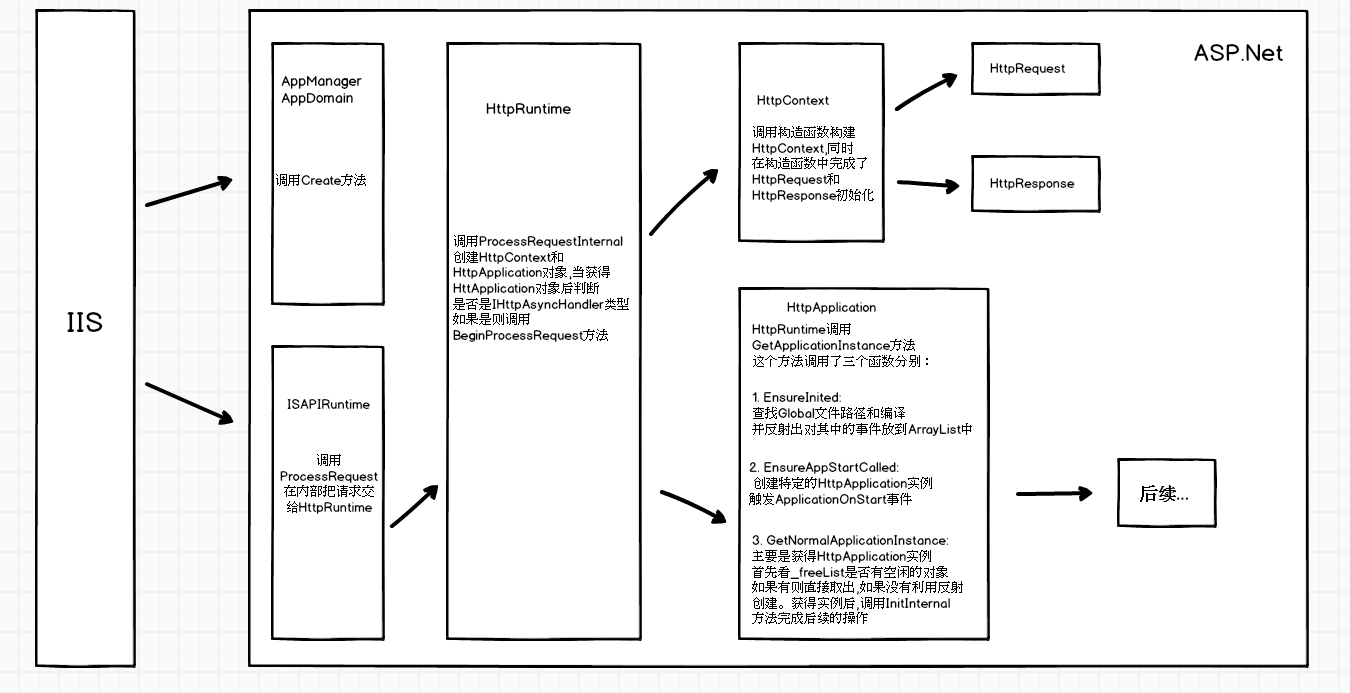 IIS
ASP.Net
AppManager
AppDomain
调用Create方法
ISAPIRuntime
调用
ProcessRequest
在内部把请求交
给HttpRuntime
HttpRuntime
调用ProcessRequestInternal
创建HttpContext和
HttpApplication对象,当获得
HttApplication对象后判断
是否是IHttpAsyncHandler类型
如果是则调用
BeginProcessRequest方法
HttpContext
调用构造函数构建
HttpContext,同时
在构造函数中完成了
HttpRequest和
HttpResponse初始化
HttpRequest
HttpResponse
HttpApplication
HttpRuntime调用
GetApplicationInstance方法
这个方法调用了三个函数分别：
1. EnsureInited:
查找Global文件路径和编译
并反射出对其中的事件放到ArrayList中
2. EnsureAppStartCalled:
创建特定的HttpApplication实例
触发ApplicationOnStart事件
3. GetNormalApplicationInstance:
主要是获得HttpApplication实例
首先看_freeList是否有空闲的对象
如果有则直接取出,如果没有利用反射
创建。获得实例后,调用InitInternal
方法完成后续的操作
后续...